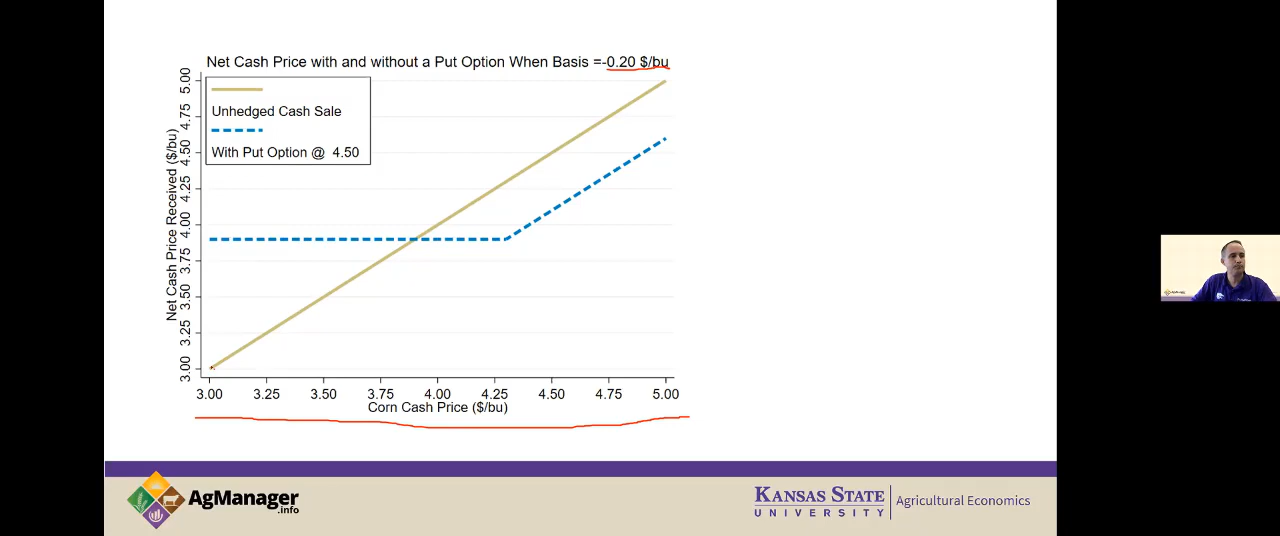 Net Cash Price with and without a Put Option When Basis =-0.20 $/bu
Net Cash Price Received ($/bu)
5.00
4.75
4.50
4.25
4.00
3.75
3.50
3.25
3.00
Unhedged Cash Sale
With Put Option @ 4.50
3.00 3.25 3.50 3.75 4.00 4.25 4.50 4.75 5.00
Corn Cash Price ($/bu)
AgManager
.info
KANSAS STATE
UNIVERSITY
Agricultural Economics